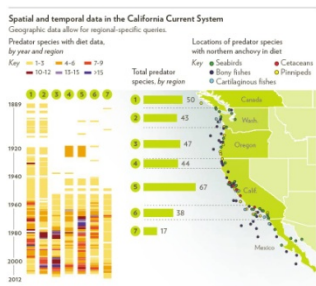 Spatial and temporal data in the California Current System
Geographic data allow for regional-specific queries.
Predator species with diet data,
by year and region
Key 1-3 4-6 7-9
10-12 13-15 >15
Locations of predator species
with northern anchovy in diet
Key Seabirds Cetaceans
Bony fishes Pinnipeds
Cartilaginous fishes
Total predator
species, by region
1 2 3 4 5 6 7
1889
1920
1940
1960
1980
2000
2012
1 50
2 43
3 47
4 44
5 67
6 38
7 17
Canada
Wash.
Oregon
Calif.
Mexico